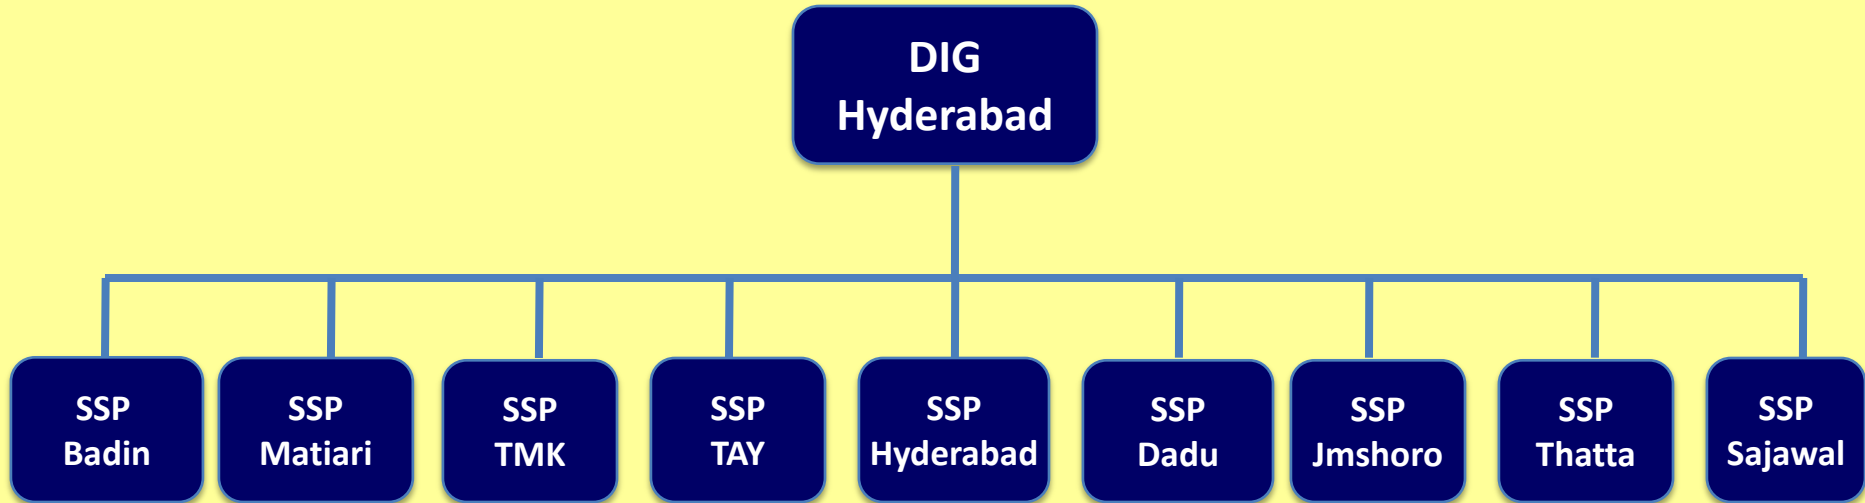 DIG
Hyderabad
SSP
Badin
SSP
Matiari
SSP
TMK
SSP
TAY
SSP
Hyderabad
SSP
Dadu
SSP
Jmshoro
SSP
Thatta
SSP
Sajawal